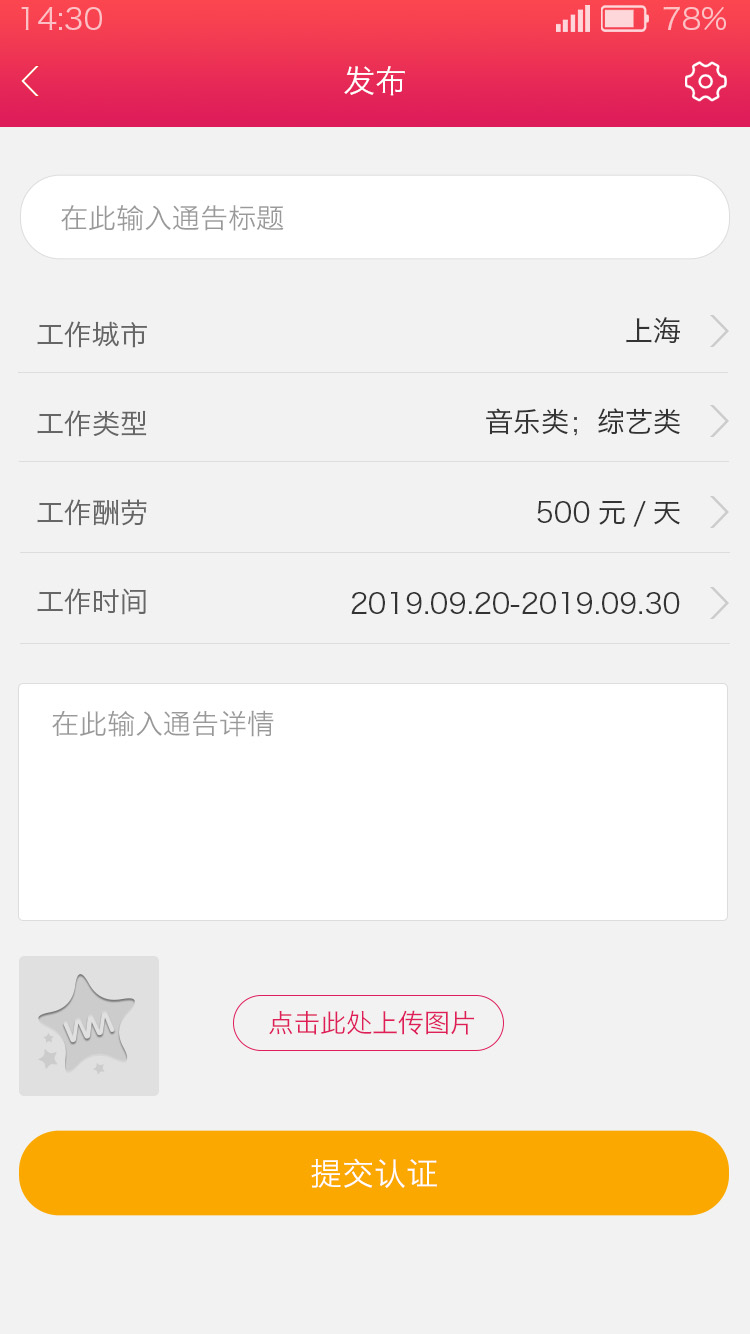 14:30 78%
发布
在此输入通告标题
工作城市 上海
工作类型 音乐类；综艺类
工作酬劳 500 元 / 天
工作时间 2019.09.20-2019.09.30
在此输入通告详情
点击此处上传图片
提交认证